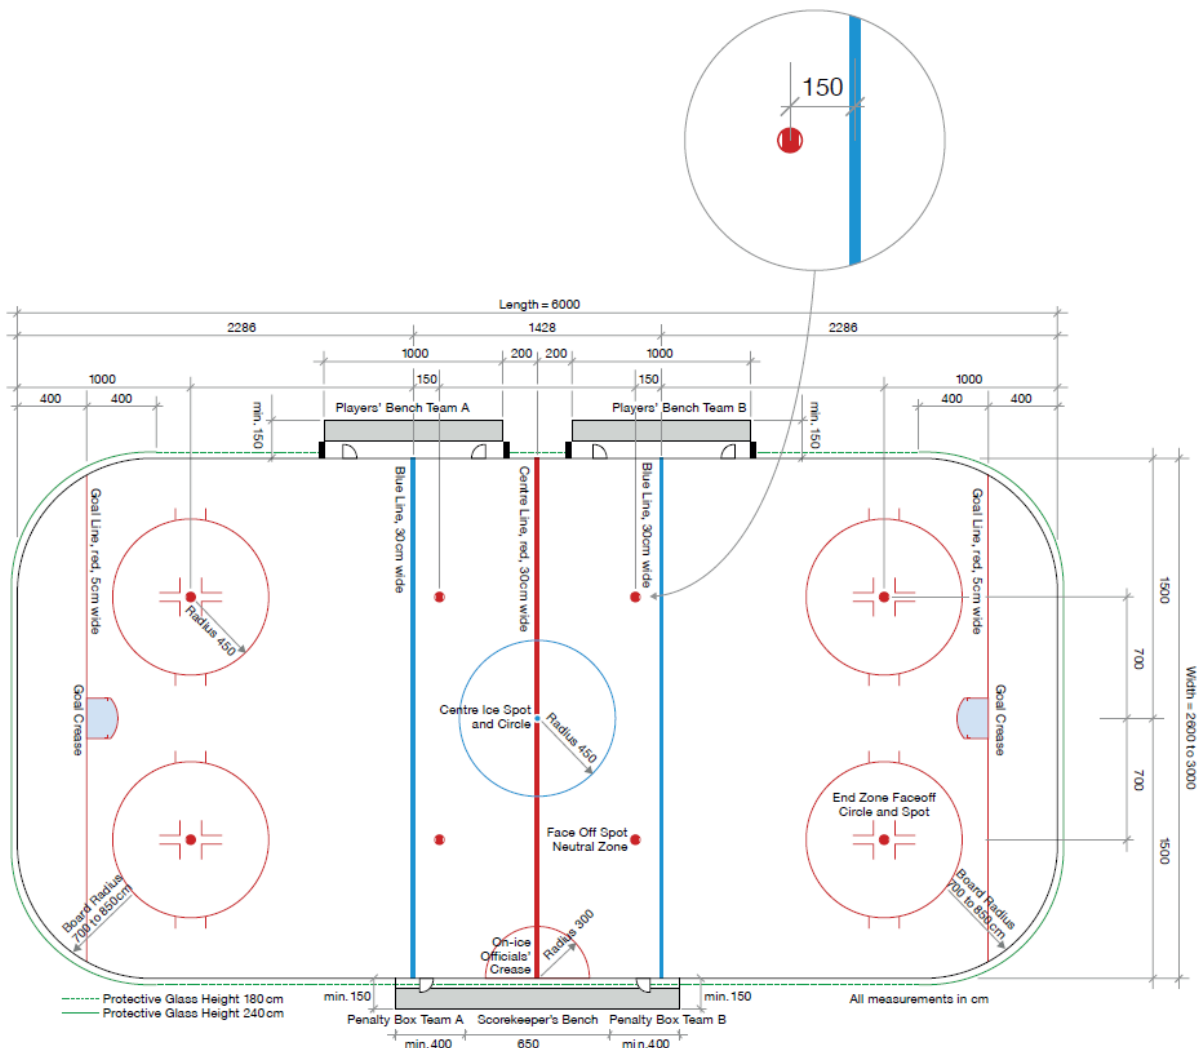 150
Length = 6000
2286
1428
2286
1000
200
200
1000
1000
150
150
1000
400
400
400
400
Players' Bench Team A
Players' Bench Team B
min. 150
min. 150
Goal Line, red, 5cm wide
Blue Line, 30cm wide
Centre Line, red, 30cm wide
Blue Line, 30cm wide
Goal Line, red, 5cm wide
1500
Radius 450
700
Width = 2600 to 3000
Goal Crease
Centre Ice Spot
and Circle
Radius 450
Goal Crease
700
End Zone Faceoff
Circle and Spot
Face Off Spot
Neutral Zone
1500
Board Radius
700 to 850cm
On-ice
Officials'
Crease
Radius 300
Board Radius
700 to 850cm
Protective Glass Height 180cm
Protective Glass Height 240cm
min. 150
min. 150
All measurements in cm
Penalty Box Team A
Scorekeeper's Bench
Penalty Box Team B
min. 400
650
min. 400